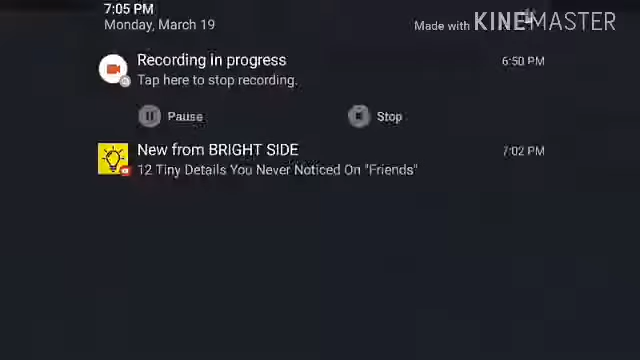 7:05 PM
Monday, March 19
Made with KINEMASTER
Recording in progress 6:50 PM
Tap here to stop recording.
Pause Stop
New from BRIGHT SIDE 7:02 PM
12 Tiny Details You Never Noticed On "Friends"